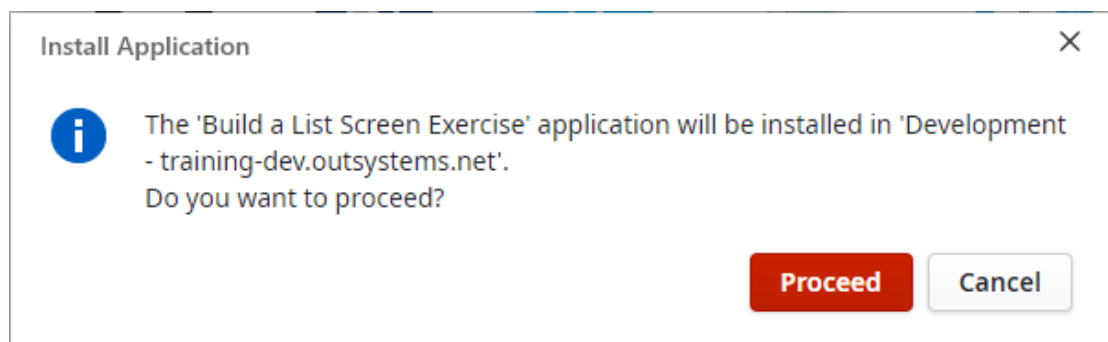 Install Application
The 'Build a List Screen Exercise' application will be installed in 'Development
- training-dev.outsystems.net'.
Do you want to proceed?
Proceed
Cancel